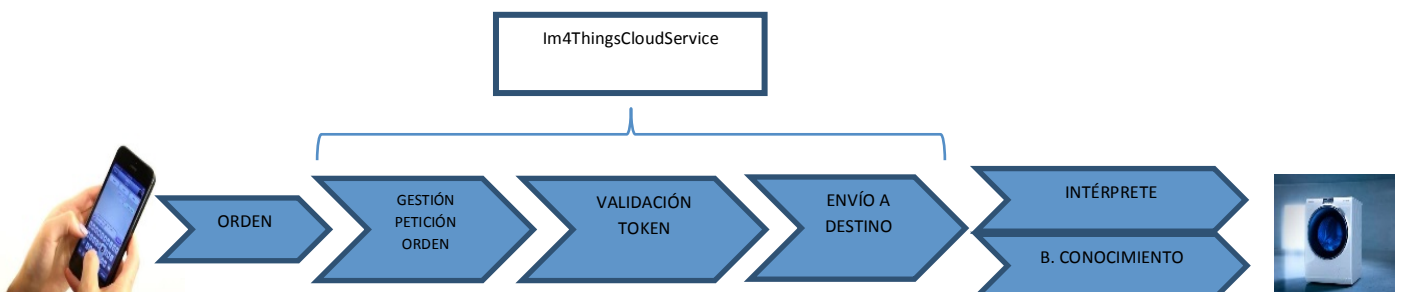 Im4ThingsCloudService
ORDEN
GESTIÓN
PETICIÓN
ORDEN
VALIDACIÓN
TOKEN
ENVÍO A
DESTINO
INTÉRPRETE
B. CONOCIMIENTO